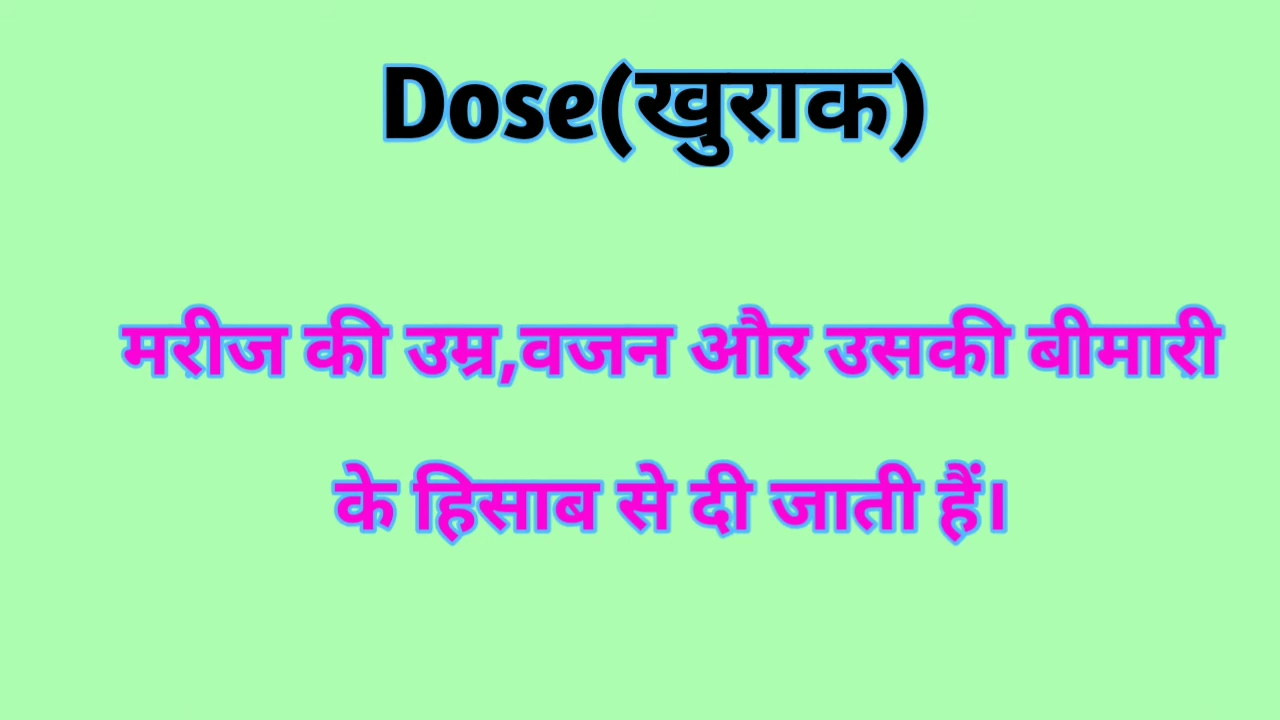 Dose(खुराक)
मरीज की उम्र,वजन और उसकी बीमारी
के हिसाब से दी जाती हैं।